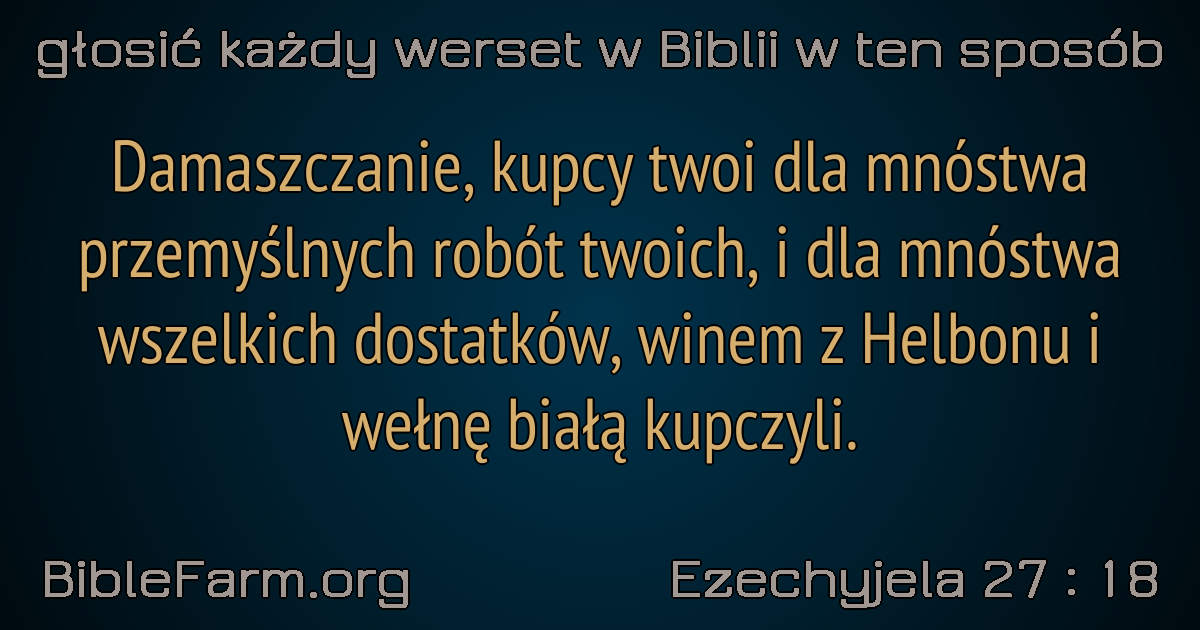 głosić każdy werset w Biblii w ten sposób
Damaszczanie, kupcy twoi dla mnóstwa
przemyślnych robót twoich, i dla mnóstwa
wszelkich dostatków, winem z Helbonu i
wełnę białą kupczyli.
BibleFarm.org
Ezechyjela 27 : 18